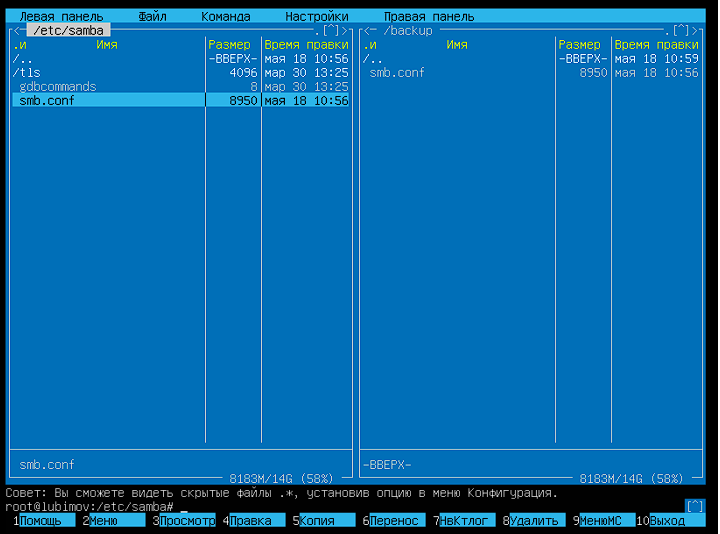 Левая панель Файл Команда Настройки Правая панель
<─ /etc/samba .[^]> <─ /backup .[^]>
.и Имя Размер Время правки .и Имя Размер Время правки
/.. -ВВЕРХ- мая 18 10:56 /.. -ВВЕРХ- мая 18 10:59
/tls 4096 мар 30 13:25 smb.conf 8950 мая 18 10:56
gdbcommands 8 мар 30 13:25
smb.conf 8950 мая 18 10:56
smb.conf -ВВЕРХ-
8183M/14G (58%) 8183M/14G (58%)
Совет: Вы сможете видеть скрытые файлы .*, установив опцию в меню Конфигурация.
root@lubimov:/etc/samba# _ [^]
1Помощь 2Меню 3Просмотр 4Правка 5Копия 6Перенос 7НвКтлог 8Удалить 9МенюМС 10Выход